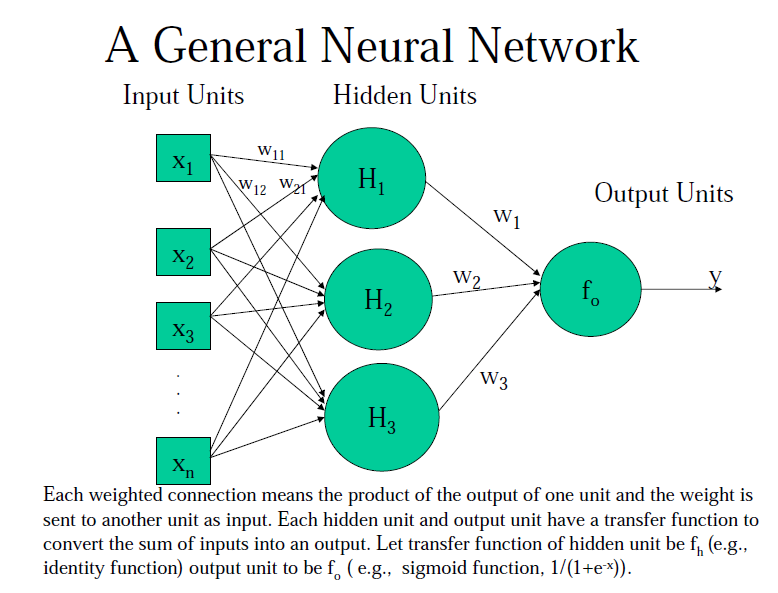 A General Neural Network
Input Units
Hidden Units
x₁
w₁₁
H₁
w₁₂
w₂₁
Output Units
w₁
x₂
w₂
y
H₂
fₒ
x₃
.
.
.
w₃
H₃
xₙ
Each weighted connection means the product of the output of one unit and the weight is
sent to another unit as input. Each hidden unit and output unit have a transfer function to
convert the sum of inputs into an output. Let transfer function of hidden unit be fₕ (e.g.,
identity function) output unit to be fₒ ( e.g., sigmoid function, 1/(1+e⁻ˣ)).